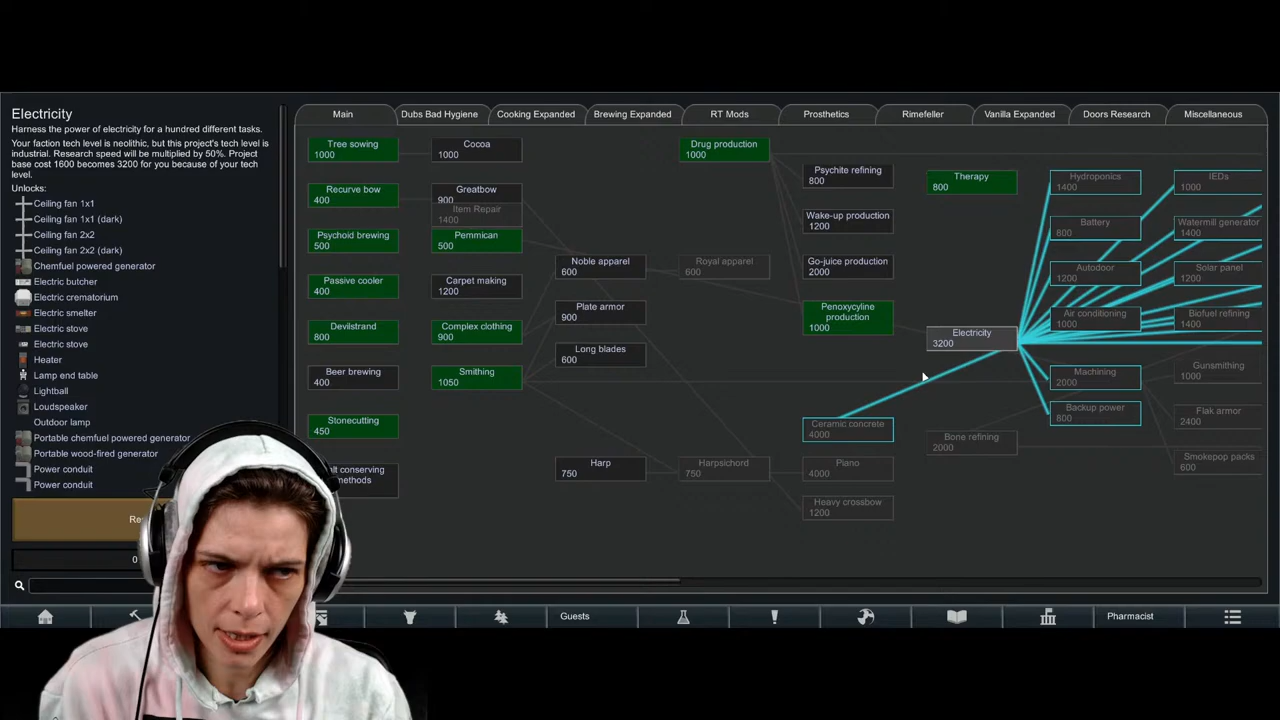 Electricity
Harness the power of electricity for a hundred different tasks.
Your faction tech level is neolithic, but this project's tech level is
industrial. Research speed will be multiplied by 50%. Project
base cost 1600 becomes 3200 for you because of your tech
level.
Unlocks:
Ceiling fan 1x1
Ceiling fan 1x1 (dark)
Ceiling fan 2x2
Ceiling fan 2x2 (dark)
Chemfuel powered generator
Electric butcher
Electric crematorium
Electric smelter
Electric stove
Electric stove
Heater
Lamp end table
Lightball
Loudspeaker
Outdoor lamp
Portable chemfuel powered generator
Portable wood-fired generator
Power conduit
Power conduit
0
Main
Dubs Bad Hygiene
Cooking Expanded
Brewing Expanded
RT Mods
Prosthetics
Rimefeller
Vanilla Expanded
Doors Research
Miscellaneous
Tree sowing
1000
Recurve bow
400
Psychoid brewing
500
Passive cooler
400
Devilstrand
800
Beer brewing
400
Stonecutting
450
conserving
methods
Cocoa
1000
Greatbow
900
Item Repair
1400
Pemmican
500
Carpet making
1200
Complex clothing
900
Smithing
1050
Noble apparel
600
Plate armor
900
Long blades
600
Harp
750
Drug production
1000
Royal apparel
600
Harpsichord
750
Psychite refining
800
Wake-up production
1200
Go-juice production
2000
Penoxycyline
production
1000
Ceramic concrete
4000
Piano
4000
Heavy crossbow
1200
Therapy
800
Electricity
3200
Bone refining
2000
Hydroponics
1400
Battery
800
Autodoor
1200
Air conditioning
1000
Machining
2000
Backup power
800
IEDs
1000
Watermill generator
1400
Solar panel
1200
Biofuel refining
1400
Gunsmithing
1000
Flak armor
2400
Smokepop packs
600
Guests
Pharmacist